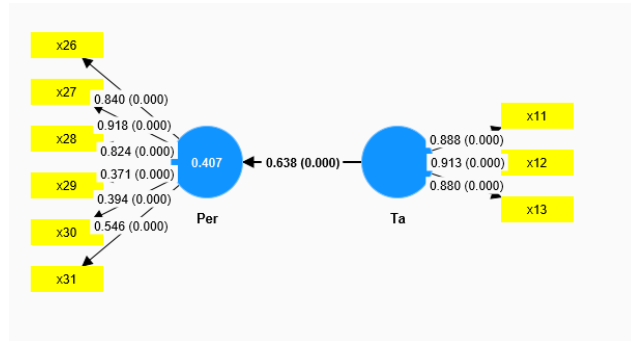 x26
x27
x28
x29
x30
x31
0.840 (0.000)
0.918 (0.000)
0.824 (0.000)
0.371 (0.000)
0.394 (0.000)
0.546 (0.000)
0.407
Per
0.638 (0.000)
Ta
0.888 (0.000)
0.913 (0.000)
0.880 (0.000)
x11
x12
x13